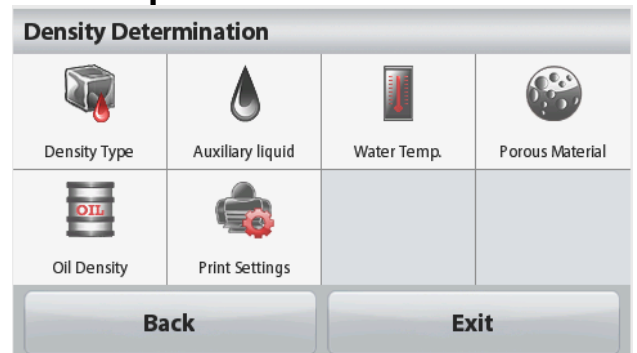 Density Determination
Density Type
Auxiliary liquid
Water Temp.
Porous Material
OIL
Oil Density
Print Settings
Back
Exit